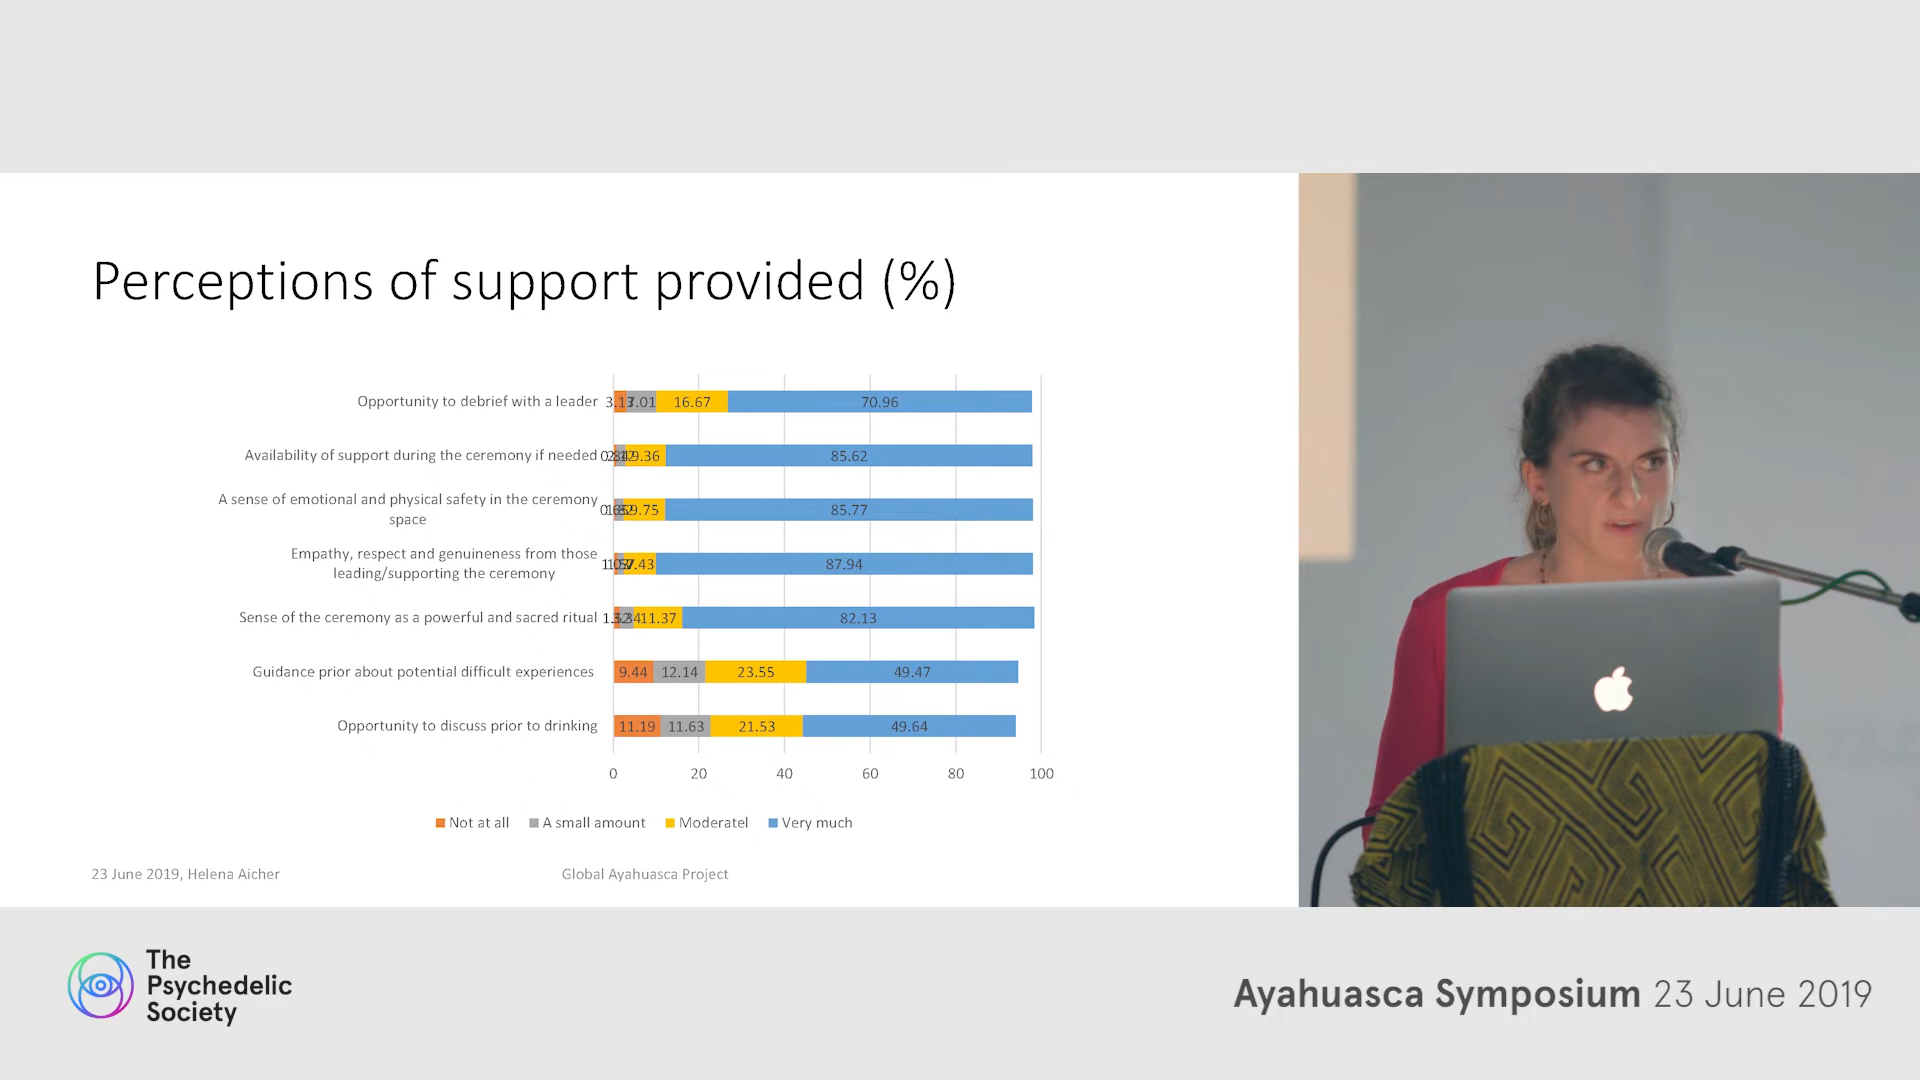 Perceptions of support provided (%)
Opportunity to debrief with a leader
16.67
70.96
Availability of support during the ceremony if needed
9.36
85.62
A sense of emotional and physical safety in the ceremony
space
9.75
85.77
Empathy, respect and genuineness from those
leading/supporting the ceremony
87.94
Sense of the ceremony as a powerful and sacred ritual
11.37
82.13
Guidance prior about potential difficult experiences
9.44
12.14
23.55
49.47
Opportunity to discuss prior to drinking
11.19
11.63
21.53
49.64
0
20
40
60
80
100
Not at all
A small amount
Moderatel
Very much
23 June 2019, Helena Aicher
Global Ayahuasca Project
The
Psychedelic
Society
Ayahuasca Symposium 23 June 2019